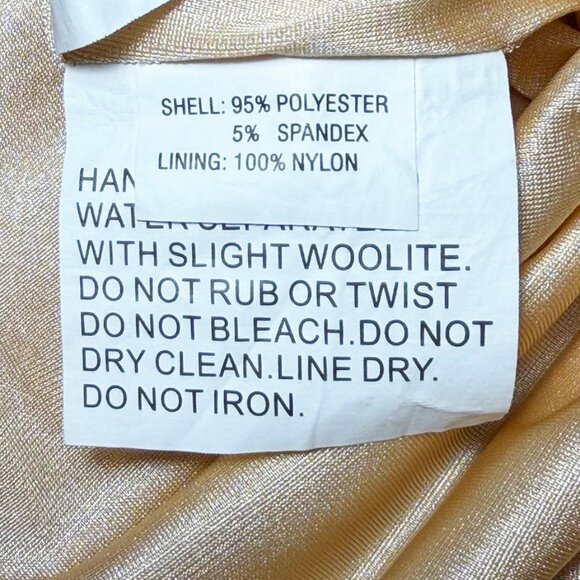 SHELL: 95% POLYESTER
5% SPANDEX
LINING: 100% NYLON
WITH SLIGHT WOOLITE.
DO NOT RUB OR TWIST
DO NOT BLEACH.DO NOT
DRY CLEAN.LINE DRY.
DO NOT IRON.